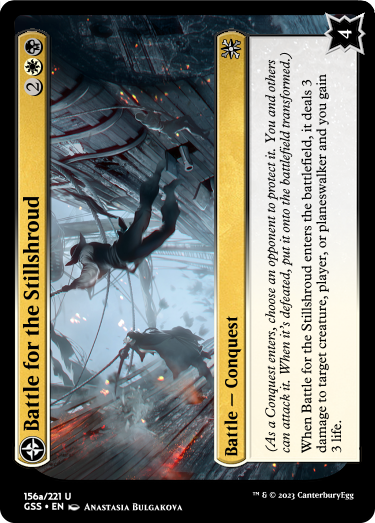 Battle for the Stillshroud
2
Battle — Conquest
(As a Conquest enters, choose an opponent to protect it. You and others
can attack it. When it's defeated, put it onto the battlefield transformed.)
When Battle for the Stillshroud enters the battlefield, it deals 3
damage to target creature, player, or planeswalker and you gain
3 life.
4
156a/221 U
GSS • EN Anastasia Bulgakova
™ & © 2023 CanterburyEgg